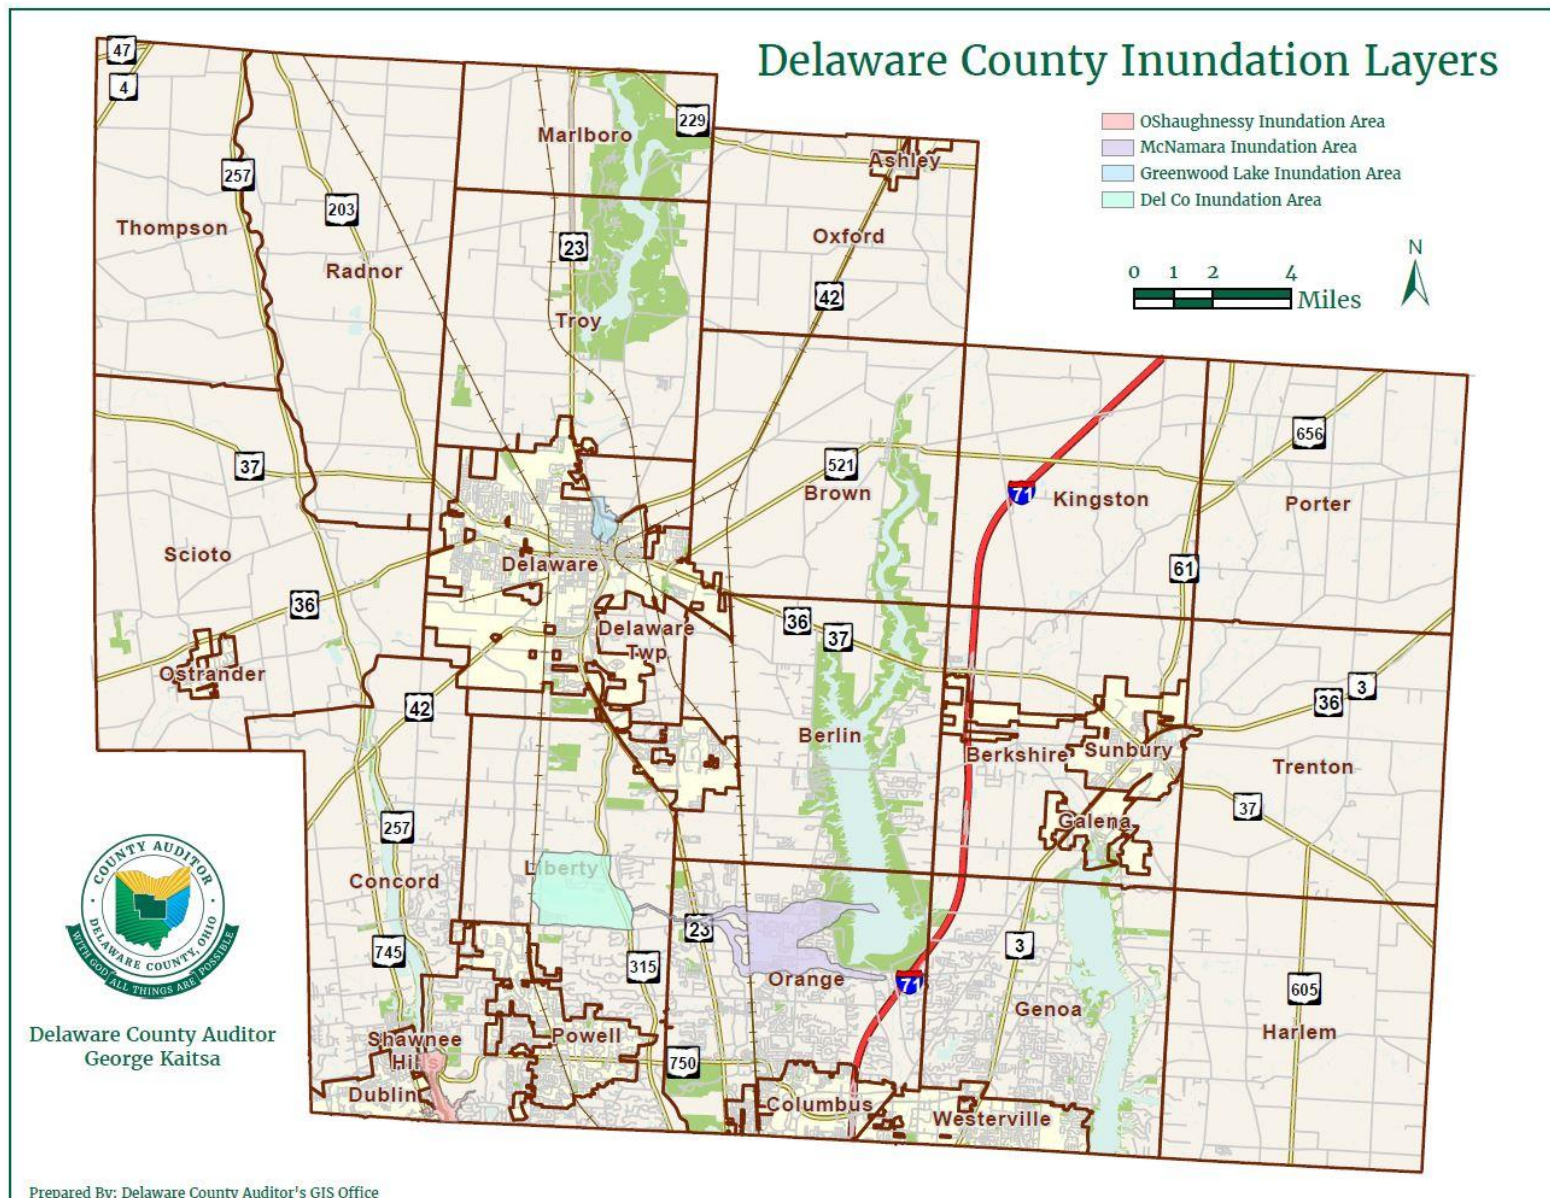 Delaware County Inundation Layers
OShaughnessy Inundation Area
McNamara Inundation Area
Greenwood Lake Inundation Area
Del Co Inundation Area
0 1 2 4
Miles
N
47
4
257
203
Thompson
Radnor
Marlboro
229
23
Troy
Ashley
Oxford
42
37
Scioto
36
Ostrander
42
Delaware
Delaware
Twp
521
Brown
71
Kingston
656
Porter
61
36
37
Berlin
Berkshire
Sunbury
36
3
Trenton
37
Galena
257
Concord
745
Liberty
23
315
Orange
71
3
Genoa
605
Harlem
Shawnee
Hills
Dublin
Powell
750
Columbus
Westerville
COUNTY AUDITOR
DELAWARE COUNTY, OHIO
WITH GOD ALL THINGS ARE POSSIBLE
Delaware County Auditor
George Kaitsa
Prepared By: Delaware County Auditor's GIS Office